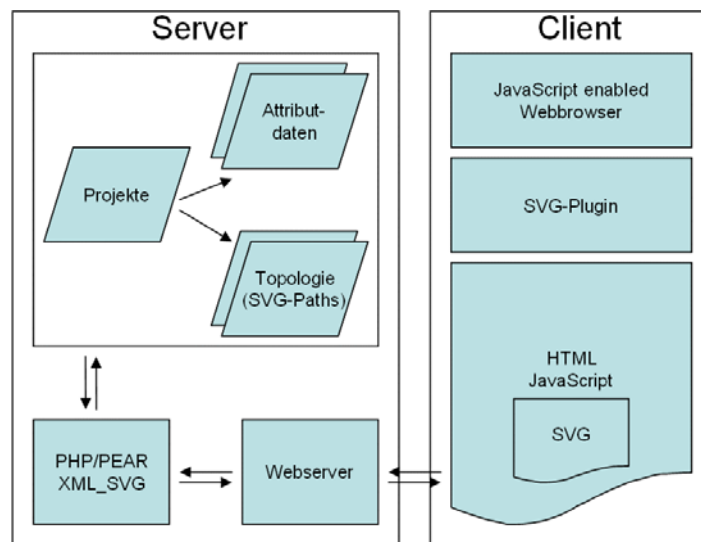 Server
Attribut-
daten
Projekte
Topologie
(SVG-Paths)
PHP/PEAR
XML_SVG
Webserver
Client
JavaScript enabled
Webbrowser
SVG-Plugin
HTML
JavaScript
SVG